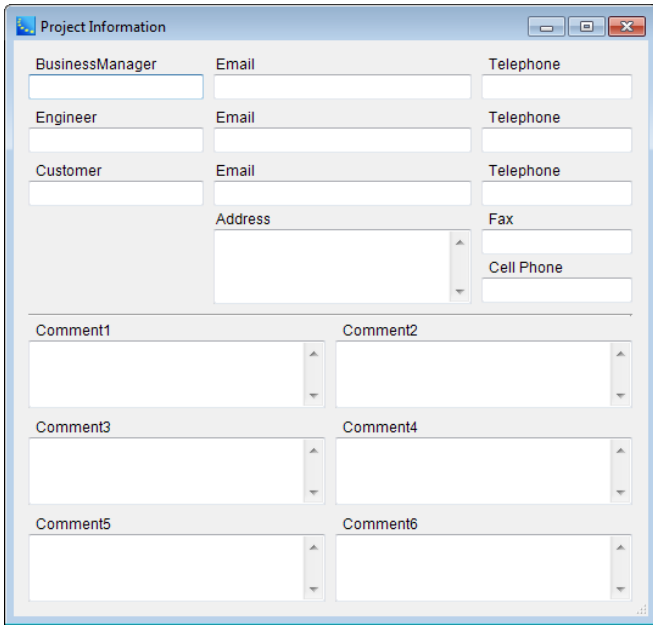 Project Information
BusinessManager Email Telephone
Engineer Email Telephone
Customer Email Telephone
Address Fax
Cell Phone
Comment1 Comment2
Comment3 Comment4
Comment5 Comment6